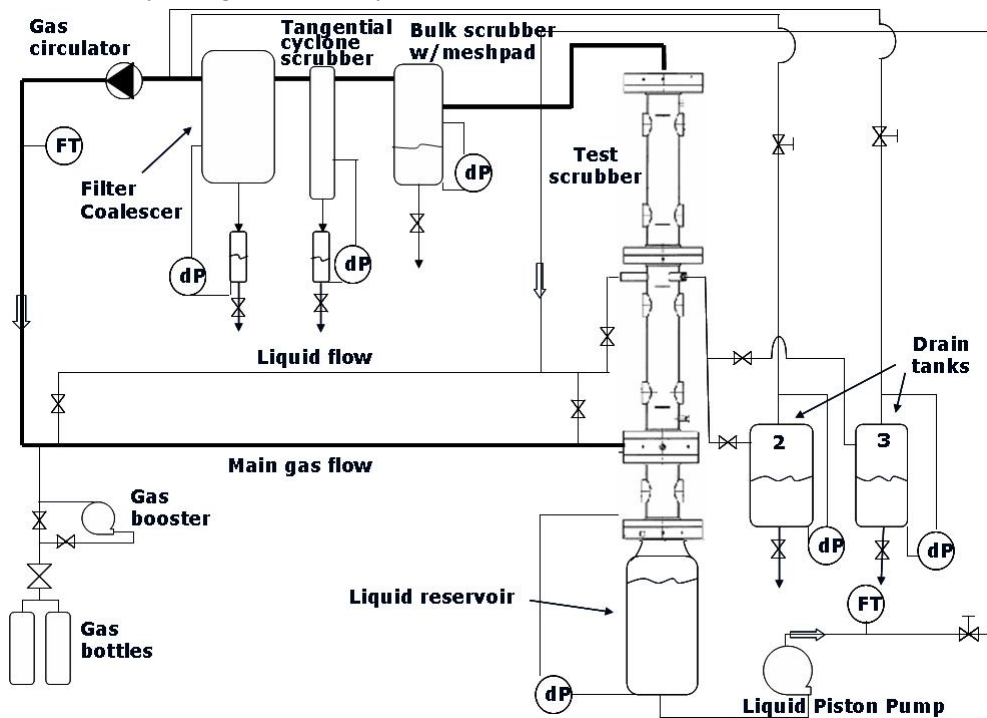 Gas
circulator
Tangential
cyclone
scrubber
Bulk scrubber
w/meshpad
FT
Filter
Coalescer
dP
dP
dP
Test
scrubber
Liquid flow
Drain
tanks
2
3
Main gas flow
Gas
booster
dP
dP
FT
Liquid reservoir
Gas
bottles
dP
Liquid Piston Pump